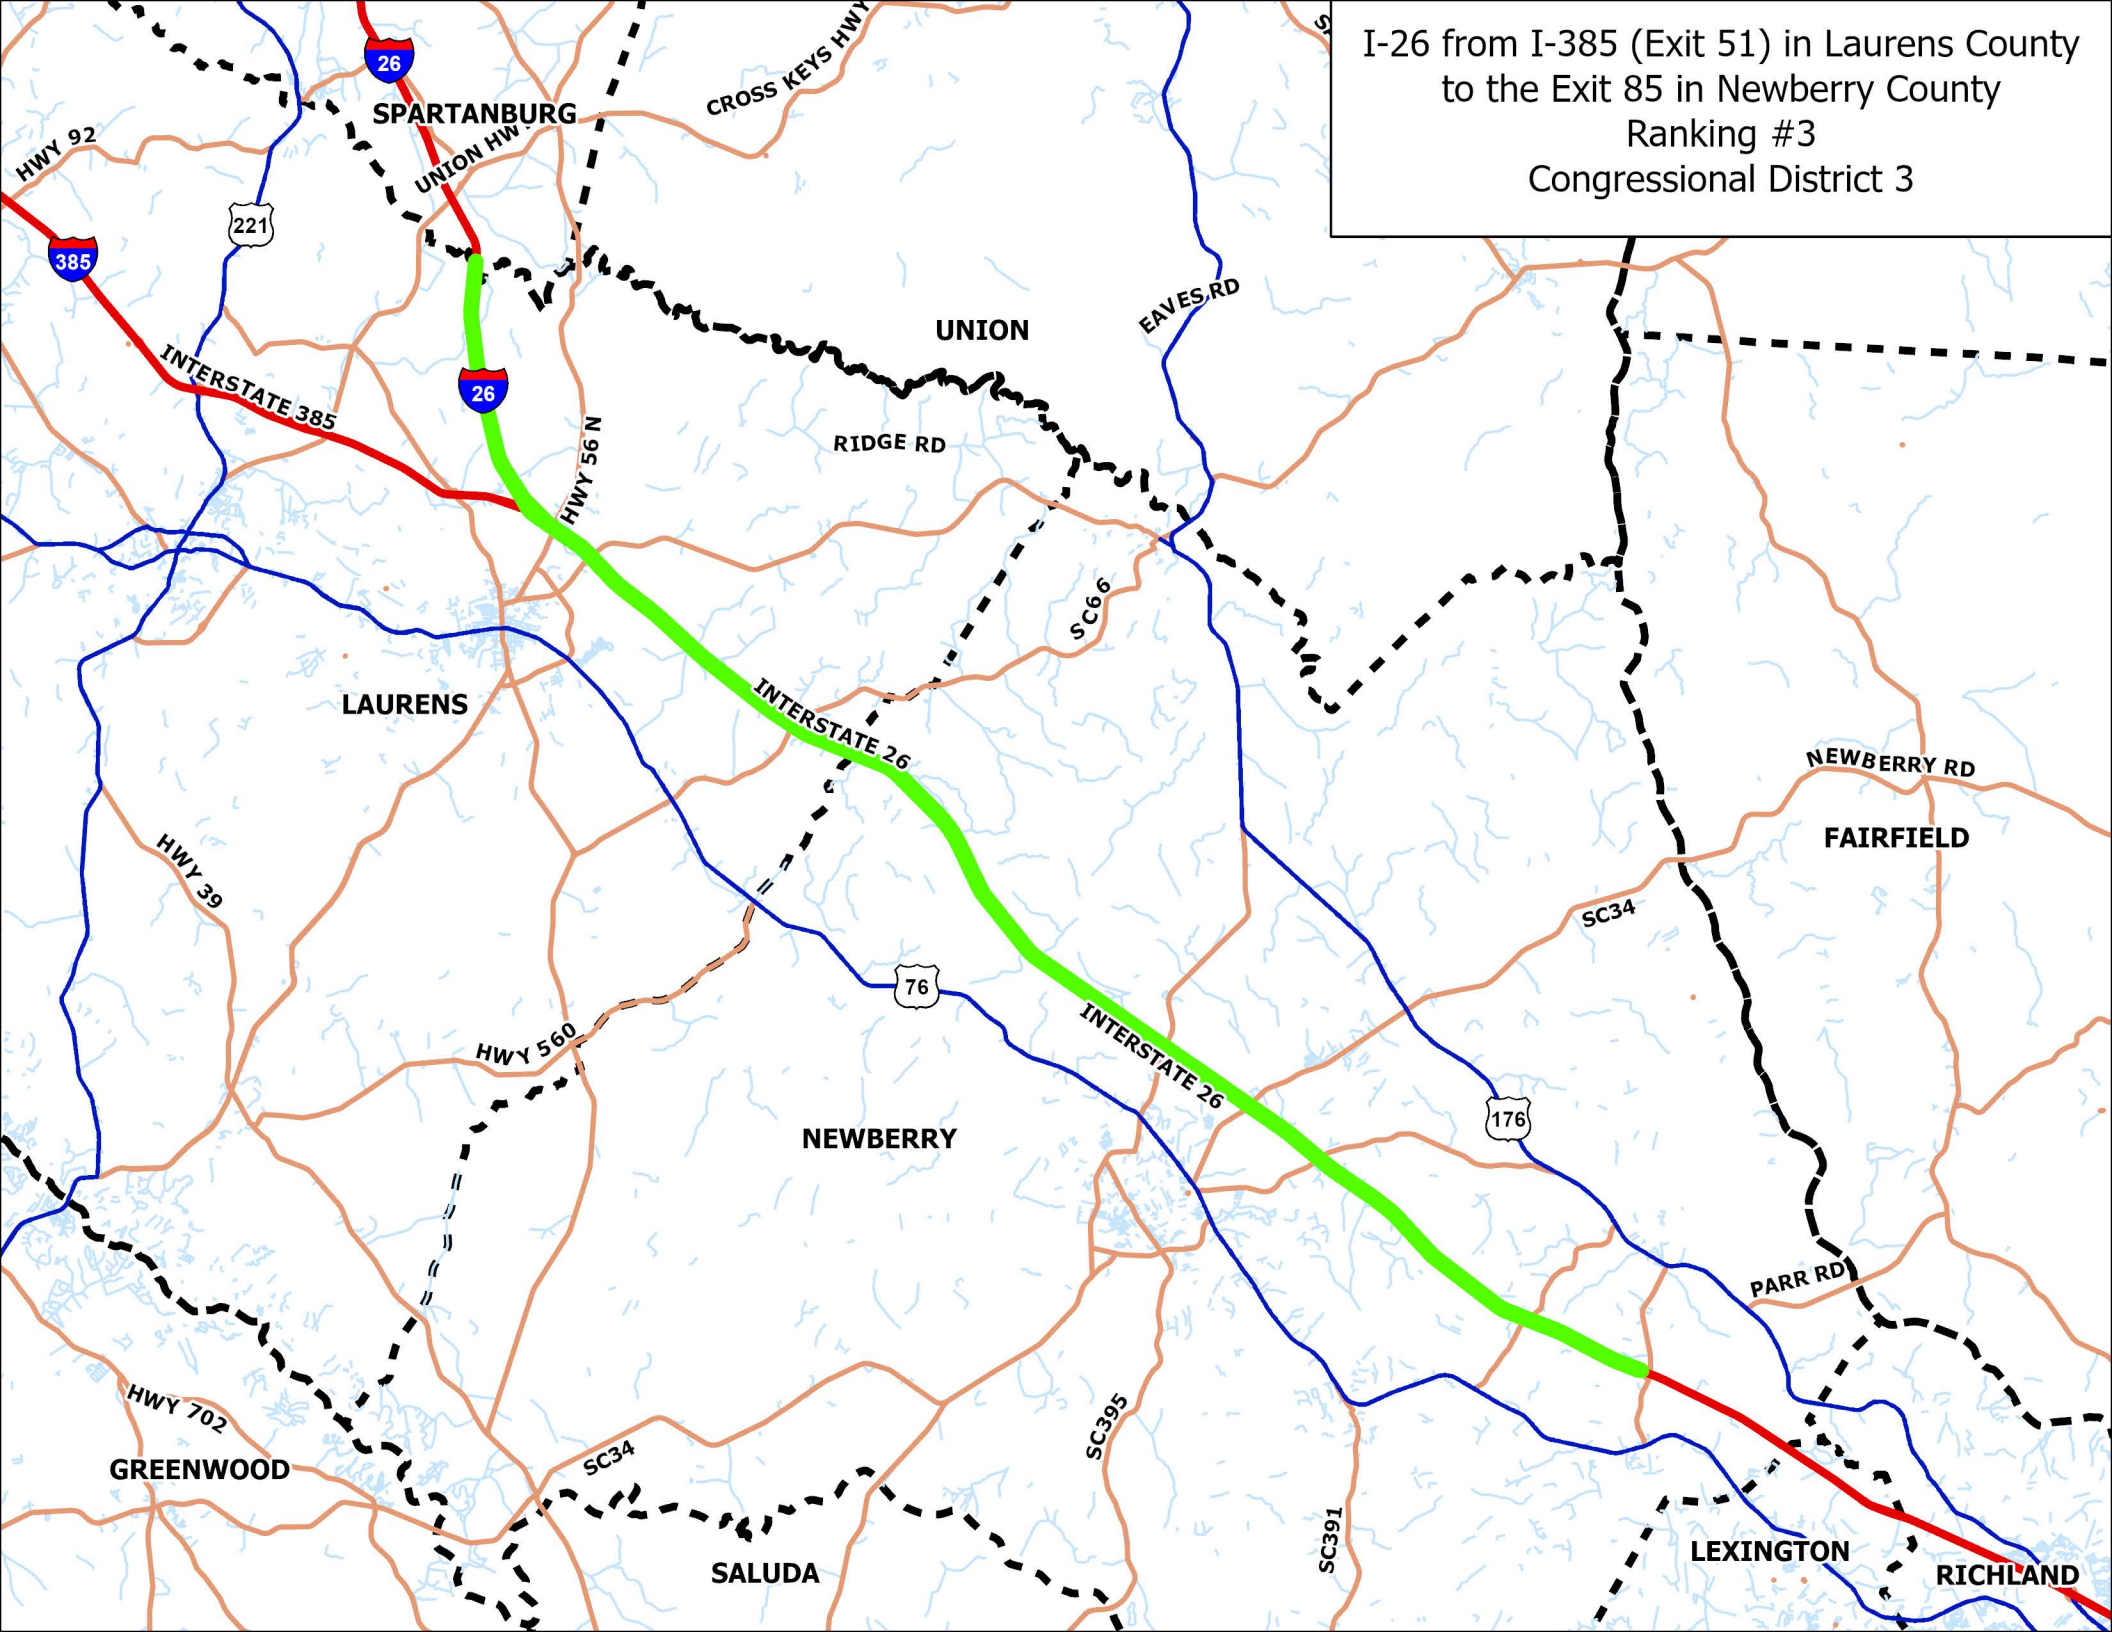 I-26 from I-385 (Exit 51) in Laurens County
to the Exit 85 in Newberry County
Ranking #3
Congressional District 3
26
SPARTANBURG
CROSS KEYS HWY
HWY 92
UNION HWY
221
385
EAVES RD
UNION
INTERSTATE 385
26
RIDGE RD
HWY 56 N
SC66
LAURENS
INTERSTATE 26
NEWBERRY RD
FAIRFIELD
HWY 39
SC34
76
INTERSTATE 26
HWY 560
176
NEWBERRY
PARR RD
HWY 702
SC395
SC34
GREENWOOD
SC391
LEXINGTON
SALUDA
RICHLAND